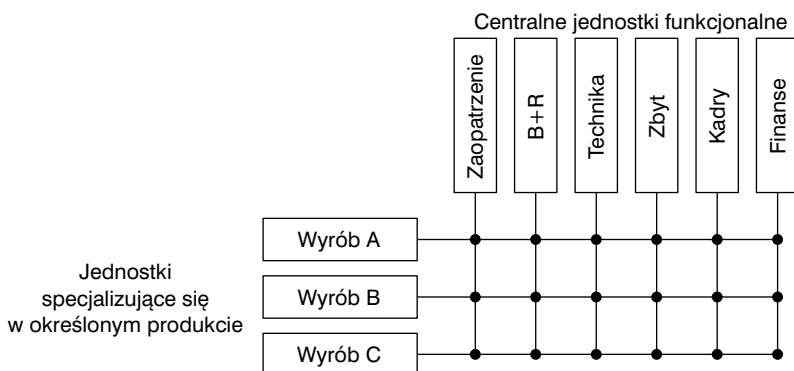 Centralne jednostki funkcjonalne
Zaopatrzenie
B+R
Technika
Zbyt
Kadry
Finanse
Wyrób A
Jednostki
specjalizujące się
w określonym produkcie
Wyrób B
Wyrób C